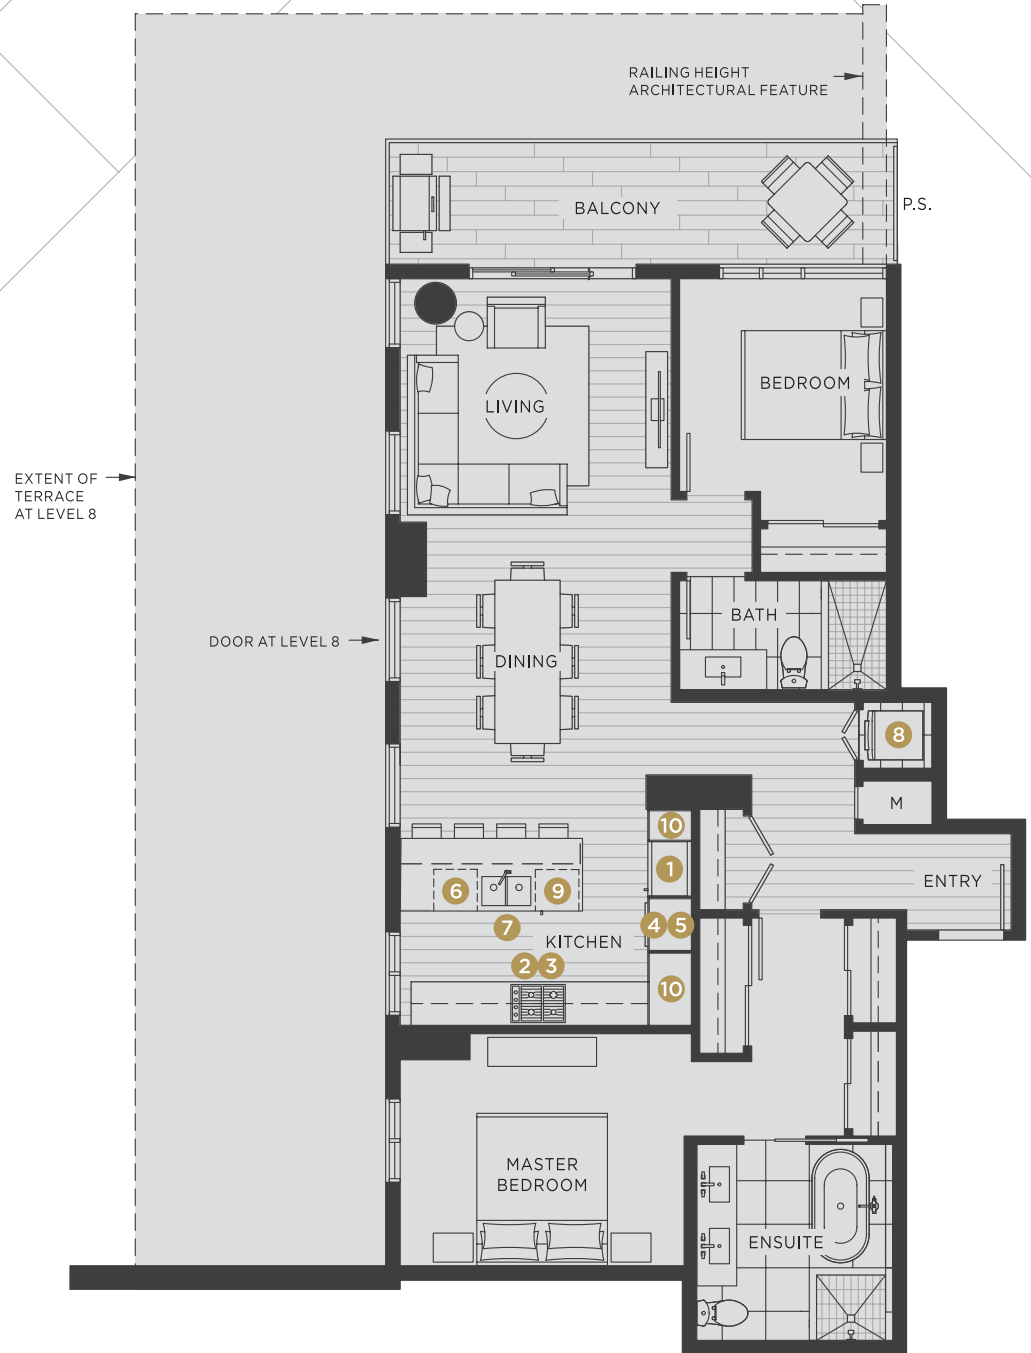 RAILING HEIGHT
ARCHITECTURAL FEATURE
BALCONY
P.S.
BEDROOM
LIVING
EXTENT OF
TERRACE
AT LEVEL 8
BATH
DOOR AT LEVEL 8
DINING
8
M
10
1
ENTRY
6
9
7
4 5
KITCHEN
2 3
10
MASTER
BEDROOM
ENSUITE